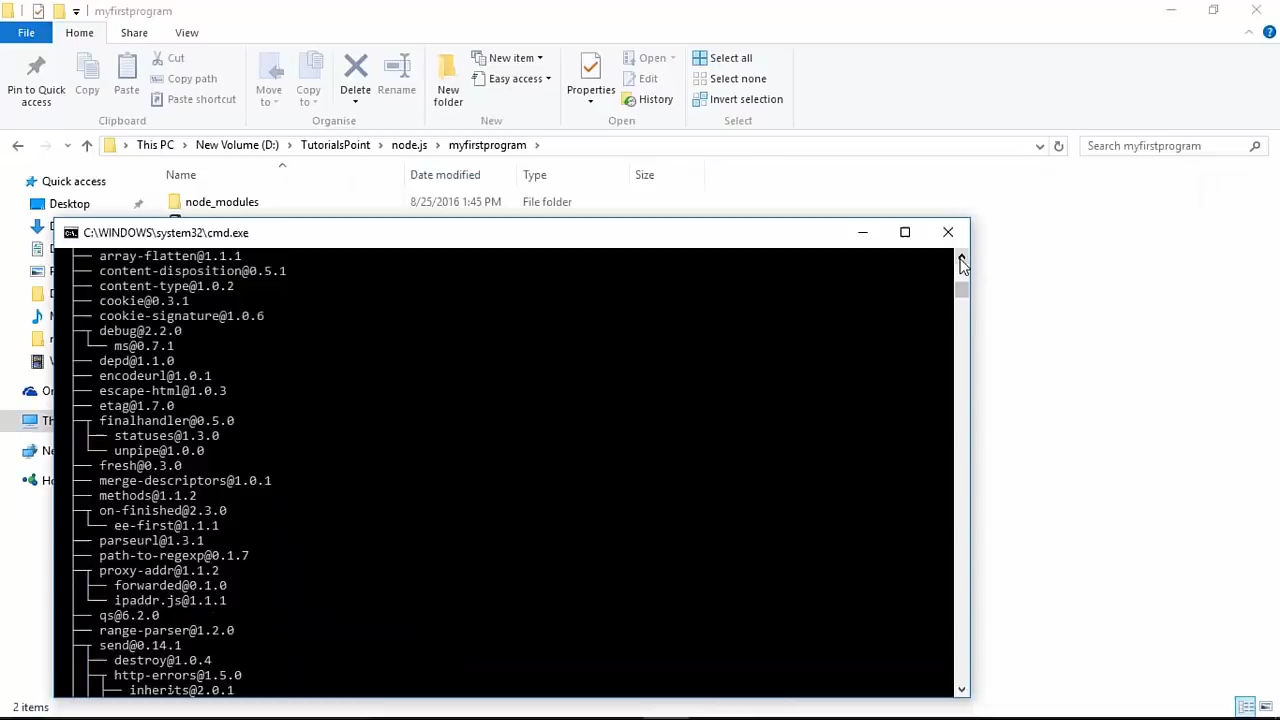 myfirstprogram
File Home Share View
Pin to Quick access
Copy
Paste
Cut
Copy path
Paste shortcut
Clipboard
Move to
Copy to
Delete
Rename
Organise
New folder
New item
Easy access
New
Properties
Open
Edit
History
Open
Select all
Select none
Invert selection
Select
This PC New Volume (D:) TutorialsPoint node.js myfirstprogram
Search myfirstprogram
Name Date modified Type Size
Quick access
Desktop
node_modules 8/25/2016 1:45 PM File folder
C:\WINDOWS\system32\cmd.exe
array-flatten@1.1.1
content-disposition@0.5.1
content-type@1.0.2
cookie@0.3.1
cookie-signature@1.0.6
debug@2.2.0
ms@0.7.1
depd@1.1.0
encodeurl@1.0.1
escape-html@1.0.3
etag@1.7.0
finalhandler@0.5.0
statuses@1.3.0
unpipe@1.0.0
fresh@0.3.0
merge-descriptors@1.0.1
methods@1.1.2
on-finished@2.3.0
ee-first@1.1.1
parseurl@1.3.1
path-to-regexp@0.1.7
proxy-addr@1.1.2
forwarded@0.1.0
ipaddr.js@1.1.1
qs@6.2.0
range-parser@1.2.0
send@0.14.1
destroy@1.0.4
http-errors@1.5.0
inherits@2.0.1
2 items